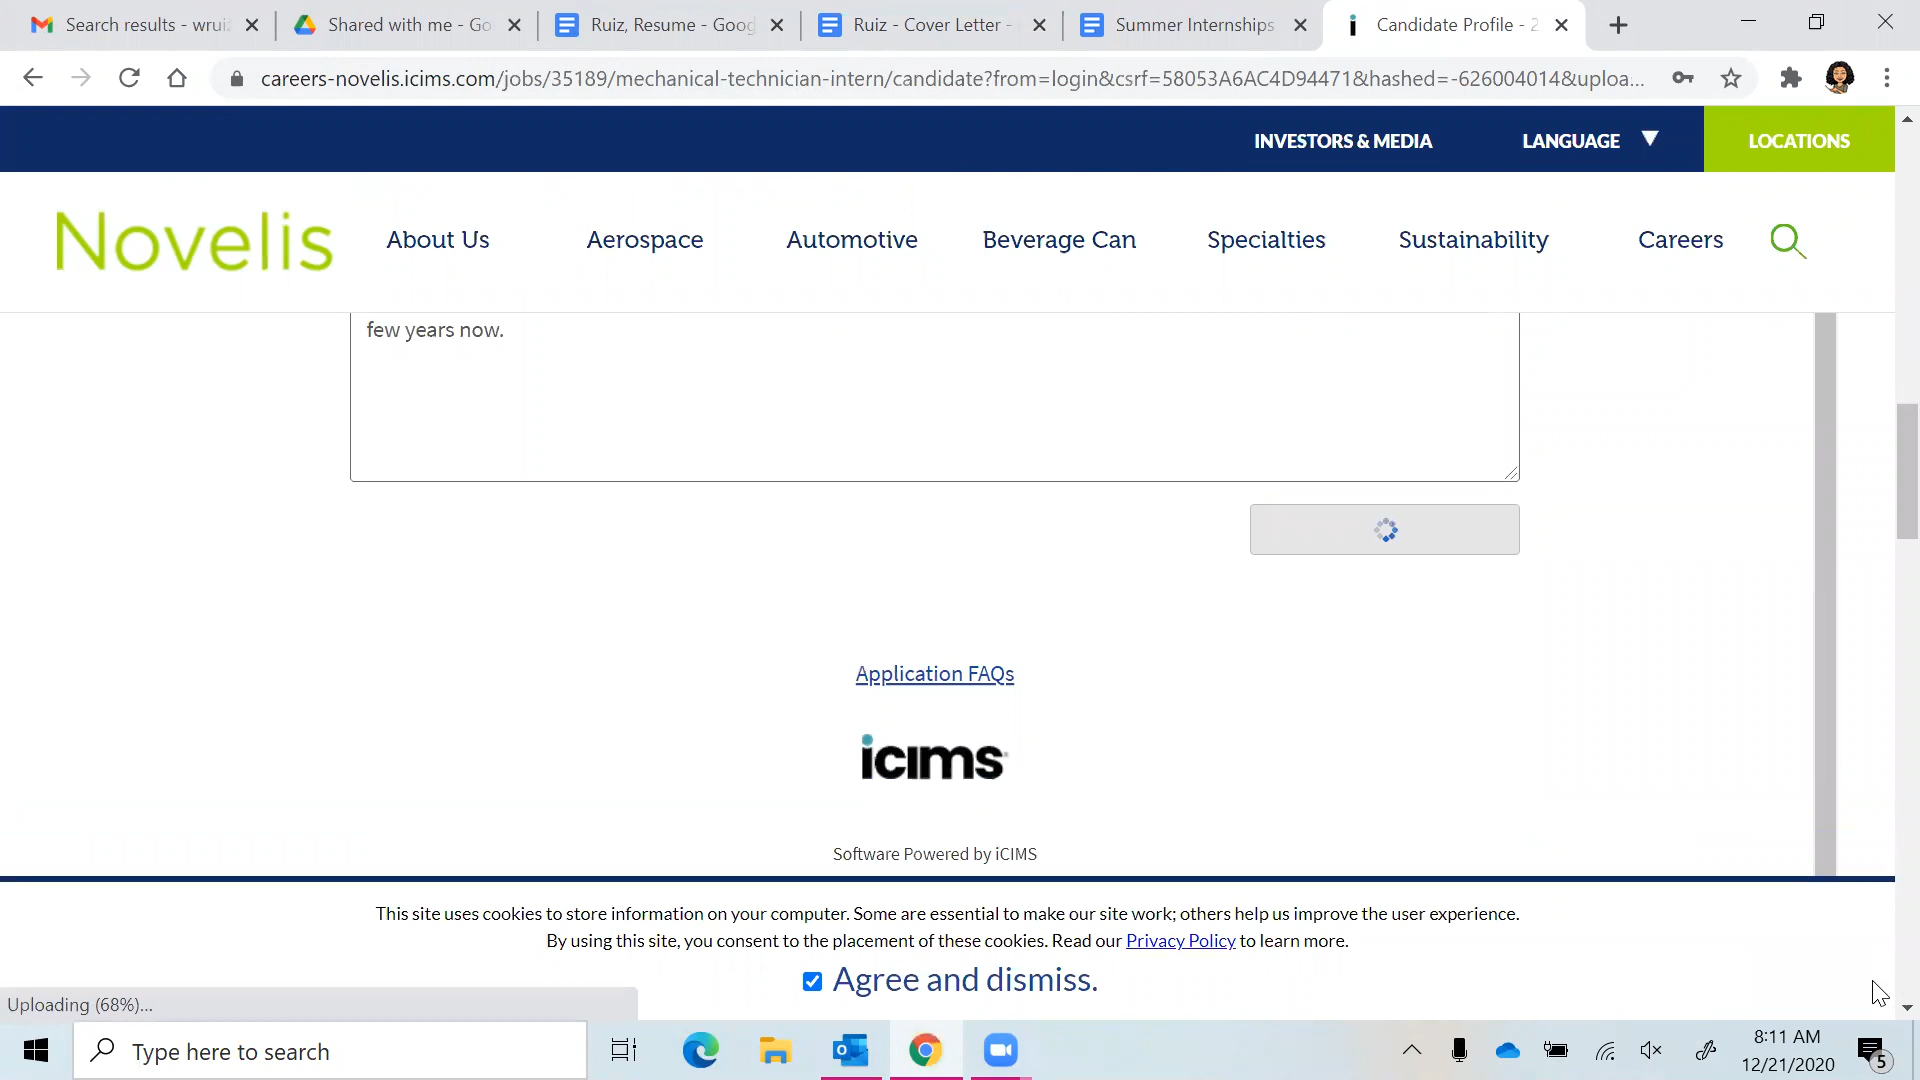 Search results - wruiz
Shared with me - Go
Ruiz, Resume - Goog
Ruiz - Cover Letter -
Summer Internships
Candidate Profile - 2
careers-novelis.icims.com/jobs/35189/mechanical-technician-intern/candidate?from=login&csrf=58053A6AC4D94471&hashed=-626004014&uploa...
INVESTORS & MEDIA
LANGUAGE
LOCATIONS
Novelis
About Us
Aerospace
Automotive
Beverage Can
Specialties
Sustainability
Careers
few years now.
Application FAQs
icims
Software Powered by iCIMS
This site uses cookies to store information on your computer. Some are essential to make our site work; others help us improve the user experience.
By using this site, you consent to the placement of these cookies. Read our Privacy Policy to learn more.
Agree and dismiss.
Uploading (68%)...
Type here to search
8:11 AM
12/21/2020
5